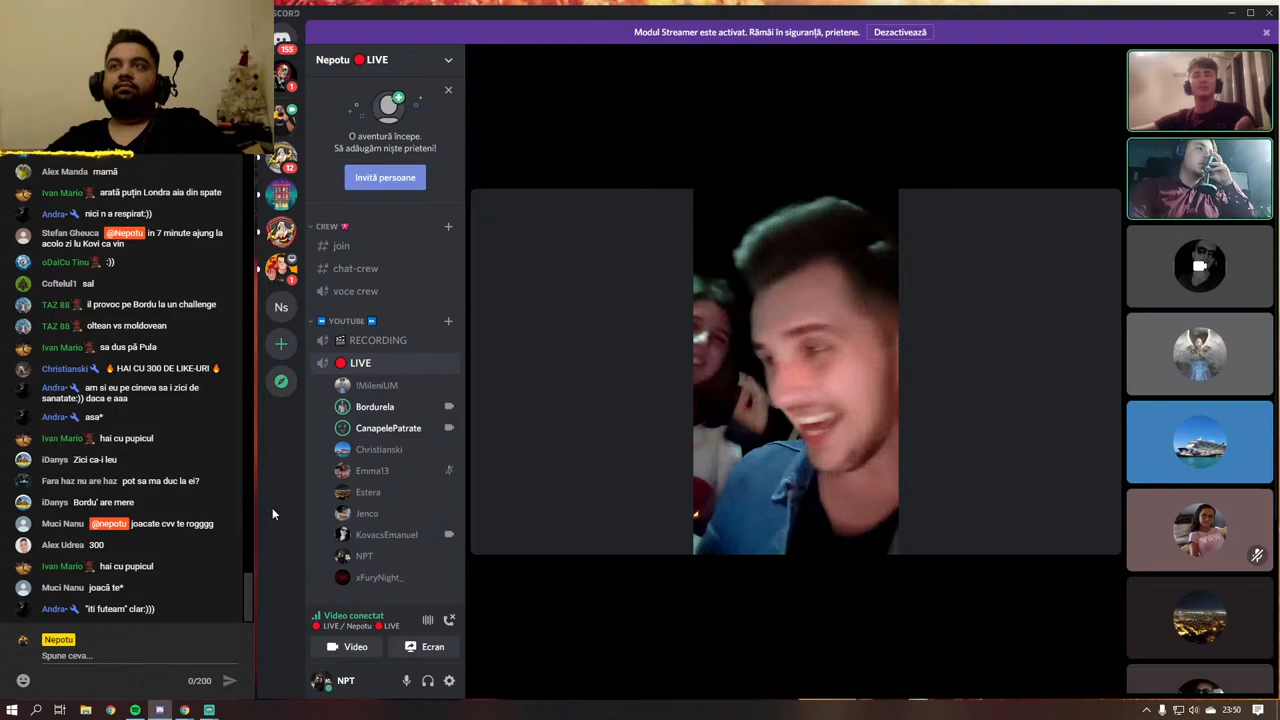 ISCORD
Modul Streamer este activat. Rămâi în siguranță, prietene.
Dezactivează
155
1
12
1
Ns
Nepotu 🔴 LIVE
O aventură începe.
Să adăugăm niște prieteni!
Invită persoane
CREW
join
chat-crew
voce crew
YOUTUBE
RECORDING
LIVE
!MileniUM
Bordurela
CanapelePatrate
Christianski
Emma13
Estera
Jenco
KovacsEmanuel
NPT
xFuryNight_
Video conectat
🔴 LIVE / Nepotu 🔴 LIVE
Video
Ecran
NPT
Alex Manda mamă
Ivan Mario arată puțin Londra aia din spate
Andra• nici n a respirat:))
Stefan Gheuca @Nepotu in 7 minute ajung la
acolo zi lu Kovi ca vin
oDaiCu Tinu :))
Coftelul1 sal
TAZ 88 il provoc pe Bordu la un challenge
TAZ 88 oltean vs moldovean
Ivan Mario sa dus pă Pula
Christianski 🔥 HAI CU 300 DE LIKE-URI 🔥
Andra• am si eu pe cineva sa i zici de
sanatate:)) daca e aaa
Andra• asa*
Ivan Mario hai cu pupicul
iDanys Zici ca-i leu
Fara haz nu are haz pot sa ma duc la ei?
iDanys Bordu' are mere
Muci Nanu @nepotu joacate cvv te rogggg
Alex Udrea 300
Ivan Mario hai cu pupicul
Muci Nanu joacă te*
Andra• "iti futeam" clar:)))
Nepotu
Spune ceva...
0/200
23:50